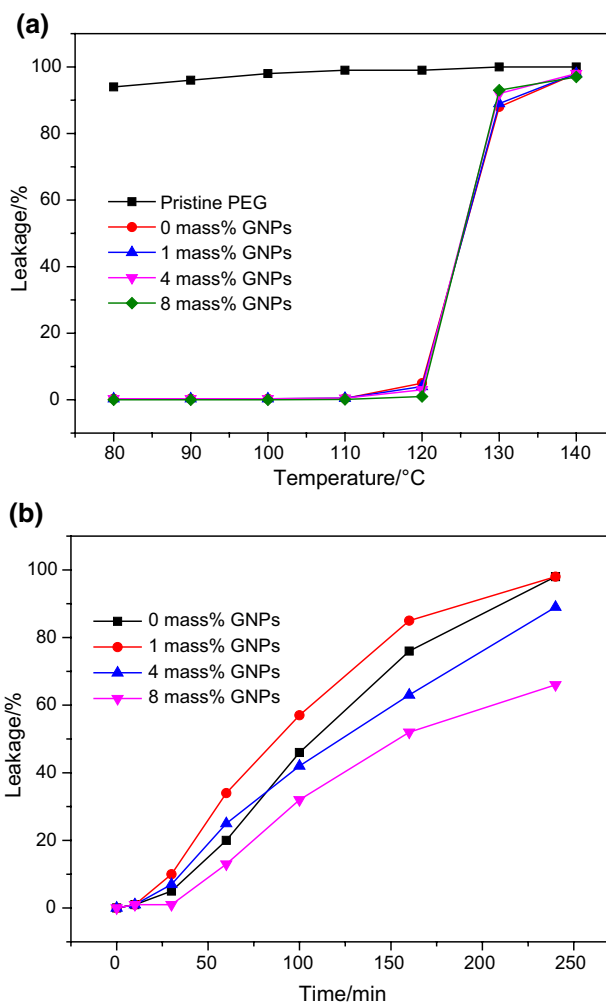 (a)
100
80
60
40
20
0
Leakage/%
Pristine PEG
0 mass% GNPs
1 mass% GNPs
4 mass% GNPs
8 mass% GNPs
80 90 100 110 120 130 140
Temperature/°C
(b)
100
80
60
40
20
0
Leakage/%
0 mass% GNPs
1 mass% GNPs
4 mass% GNPs
8 mass% GNPs
0 50 100 150 200 250
Time/min